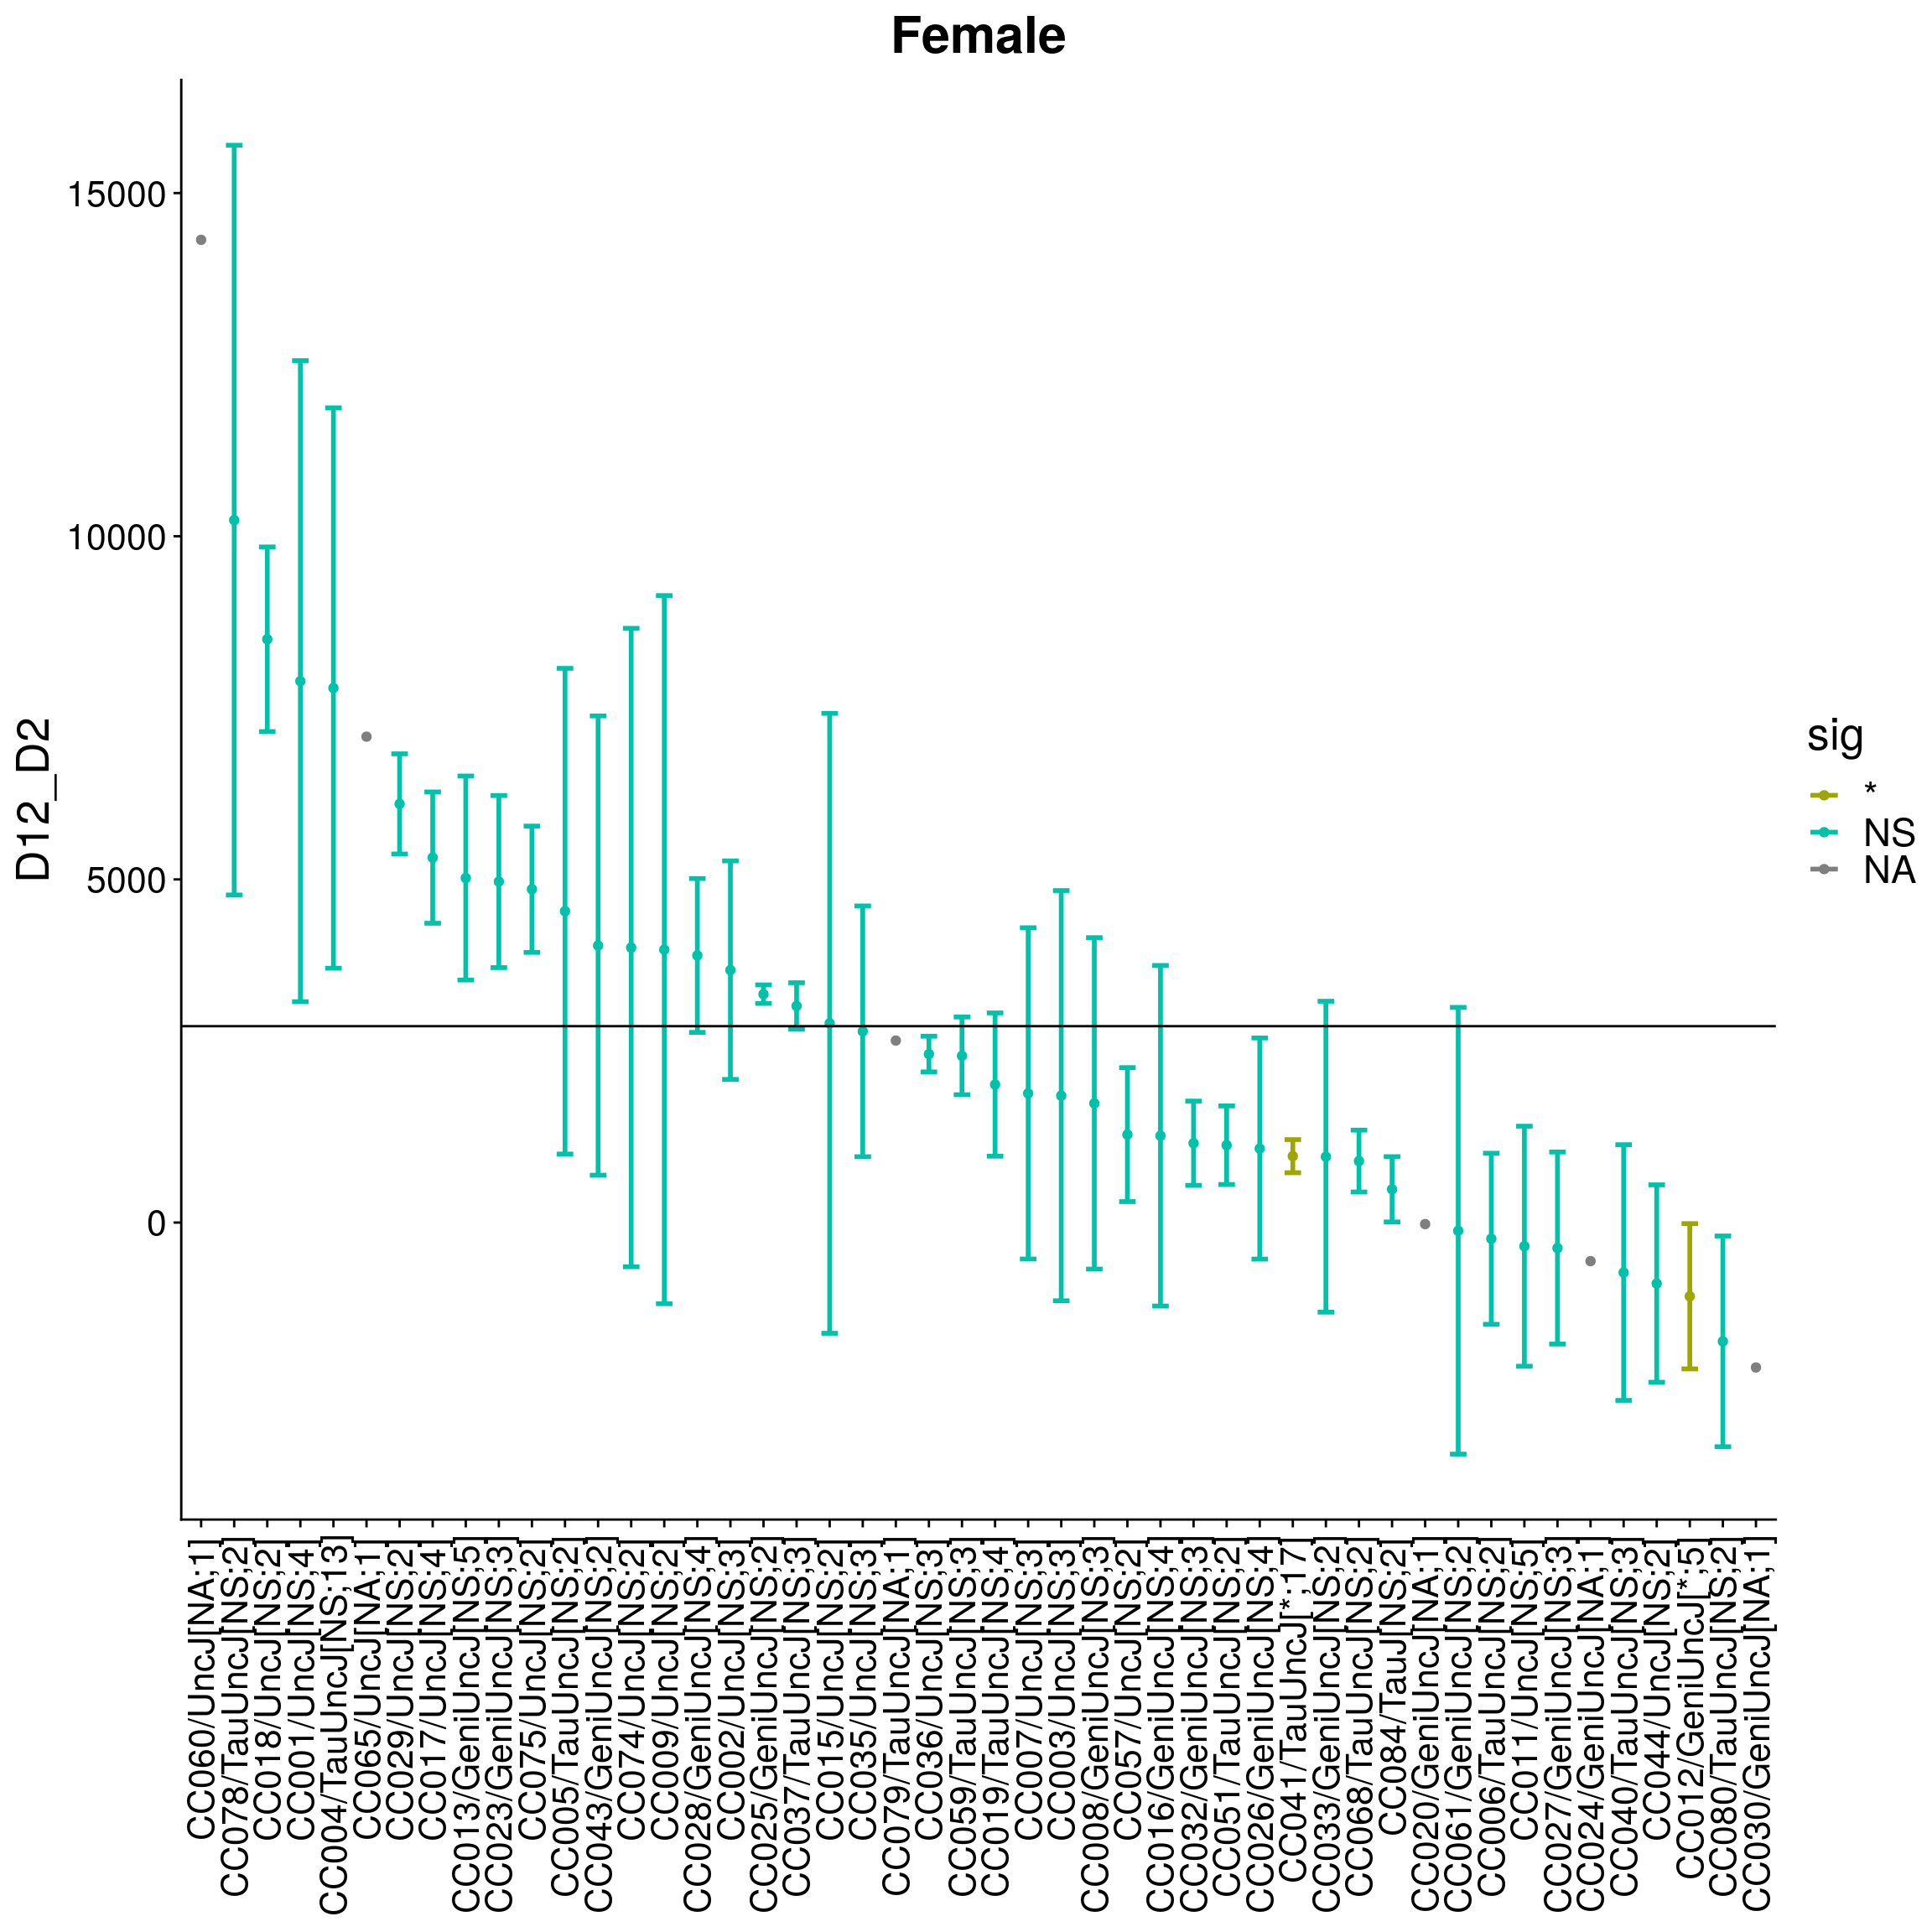 Female
D12_D2
15000
10000
5000
0
sig
*
NS
NA
CC060/UncJ[NA;1]
CC078/TauUncJ[NS;2]
CC018/UncJ[NS;2]
CC001/UncJ[NS;4]
CC004/TauUncJ[NS;13]
CC065/UncJ[NA;1]
CC029/UncJ[NS;2]
CC017/UncJ[NS;4]
CC013/GeniUncJ[NS;5]
CC023/GeniUncJ[NS;3]
CC075/UncJ[NS;2]
CC005/TauUncJ[NS;2]
CC043/GeniUncJ[NS;2]
CC074/UncJ[NS;2]
CC009/UncJ[NS;2]
CC028/GeniUncJ[NS;4]
CC002/UncJ[NS;3]
CC025/GeniUncJ[NS;2]
CC037/TauUncJ[NS;3]
CC015/UncJ[NS;2]
CC035/UncJ[NS;3]
CC079/TauUncJ[NA;1]
CC036/UncJ[NS;3]
CC059/TauUncJ[NS;3]
CC019/TauUncJ[NS;4]
CC007/UncJ[NS;3]
CC003/UncJ[NS;3]
CC008/GeniUncJ[NS;3]
CC057/UncJ[NS;2]
CC016/GeniUncJ[NS;4]
CC032/GeniUncJ[NS;3]
CC051/TauUncJ[NS;2]
CC026/GeniUncJ[NS;4]
CC041/TauUncJ[*;17]
CC033/GeniUncJ[NS;2]
CC068/TauUncJ[NS;2]
CC084/TauJ[NS;2]
CC020/GeniUncJ[NA;1]
CC061/GeniUncJ[NS;2]
CC006/TauUncJ[NS;2]
CC011/UncJ[NS;5]
CC027/GeniUncJ[NS;3]
CC024/GeniUncJ[NA;1]
CC040/TauUncJ[NS;3]
CC044/UncJ[NS;2]
CC012/GeniUncJ[*;5]
CC080/TauUncJ[NS;2]
CC030/GeniUncJ[NA;1]